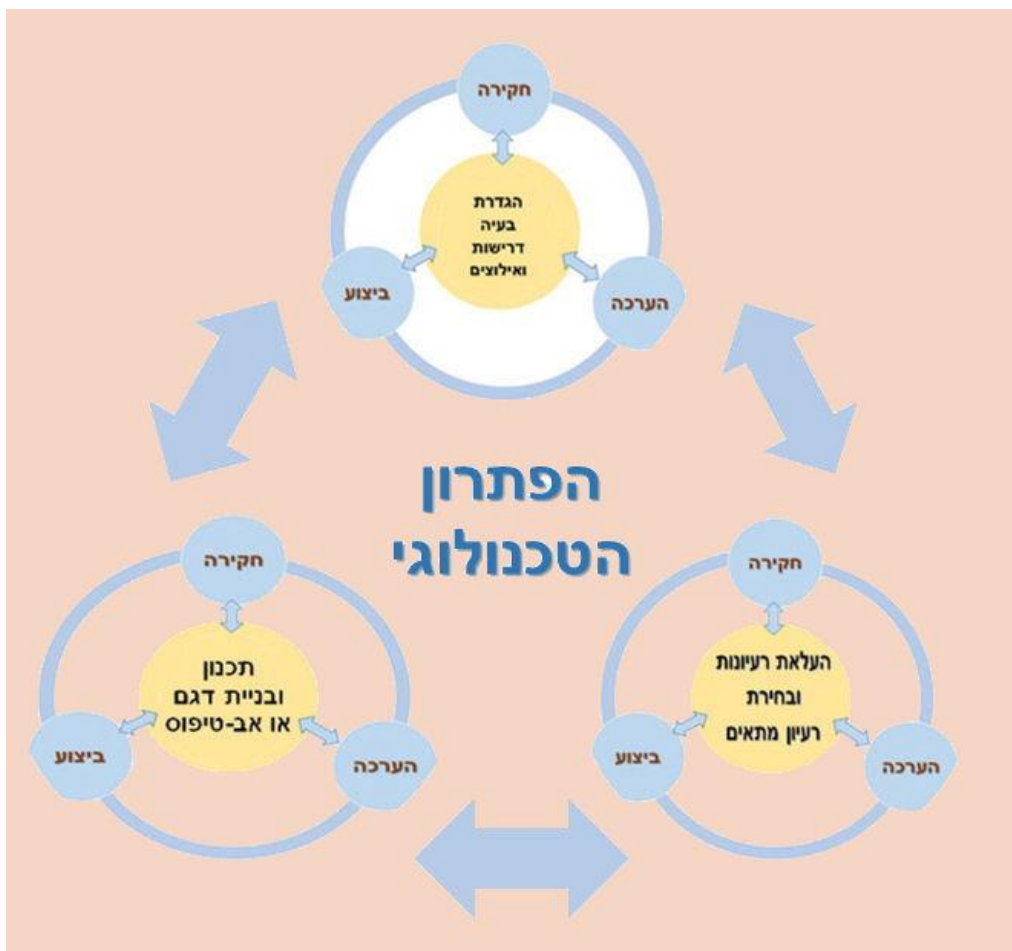 חקירה
הגדרת
בעיה
דרישות
ואילוצים
הערכה
ביצוע
הפתרון
הטכנולוגי
חקירה
העלאת רעיונות
ובחירת
רעיון מתאים
הערכה
ביצוע
חקירה
תכנון
ובניית דגם
או אב-טיפוס
הערכה
ביצוע